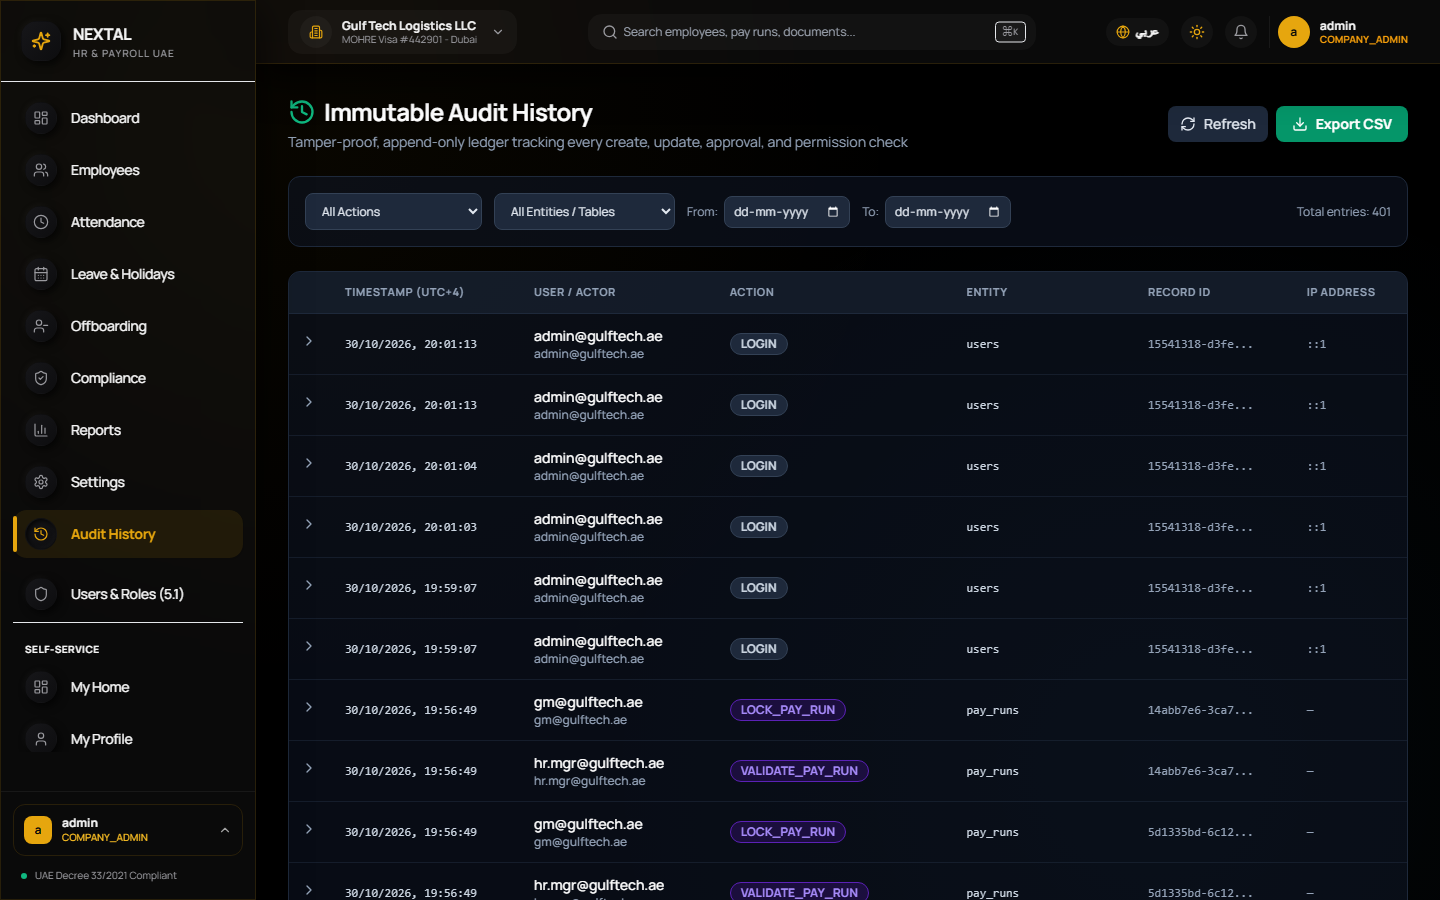 NEXTAL
HR & PAYROLL UAE
Gulf Tech Logistics LLC
MOHRE Visa #442901 - Dubai
Search employees, pay runs, documents...
⌘K
عربي
a
admin
COMPANY_ADMIN
Dashboard
Employees
Attendance
Leave & Holidays
Offboarding
Compliance
Reports
Settings
Audit History
Users & Roles (5.1)
SELF-SERVICE
My Home
My Profile
a
admin
COMPANY_ADMIN
UAE Decree 33/2021 Compliant
Immutable Audit History
Tamper-proof, append-only ledger tracking every create, update, approval, and permission check
Refresh
Export CSV
All Actions
All Entities / Tables
From: dd-mm-yyyy
To: dd-mm-yyyy
Total entries: 401
TIMESTAMP (UTC+4) USER / ACTOR ACTION ENTITY RECORD ID IP ADDRESS
30/10/2026, 20:01:13 admin@gulftech.ae LOGIN users 15541318-d3fe... ::1
admin@gulftech.ae
30/10/2026, 20:01:13 admin@gulftech.ae LOGIN users 15541318-d3fe... ::1
admin@gulftech.ae
30/10/2026, 20:01:04 admin@gulftech.ae LOGIN users 15541318-d3fe... ::1
admin@gulftech.ae
30/10/2026, 20:01:03 admin@gulftech.ae LOGIN users 15541318-d3fe... ::1
admin@gulftech.ae
30/10/2026, 19:59:07 admin@gulftech.ae LOGIN users 15541318-d3fe... ::1
admin@gulftech.ae
30/10/2026, 19:59:07 admin@gulftech.ae LOGIN users 15541318-d3fe... ::1
admin@gulftech.ae
30/10/2026, 19:56:49 gm@gulftech.ae LOCK_PAY_RUN pay_runs 14abb7e6-3ca7... —
gm@gulftech.ae
30/10/2026, 19:56:49 hr.mgr@gulftech.ae VALIDATE_PAY_RUN pay_runs 14abb7e6-3ca7... —
hr.mgr@gulftech.ae
30/10/2026, 19:56:49 gm@gulftech.ae LOCK_PAY_RUN pay_runs 5d1335bd-6c12... —
gm@gulftech.ae
30/10/2026, 19:56:49 hr.mgr@gulftech.ae VALIDATE_PAY_RUN pay_runs 5d1335bd-6c12... —